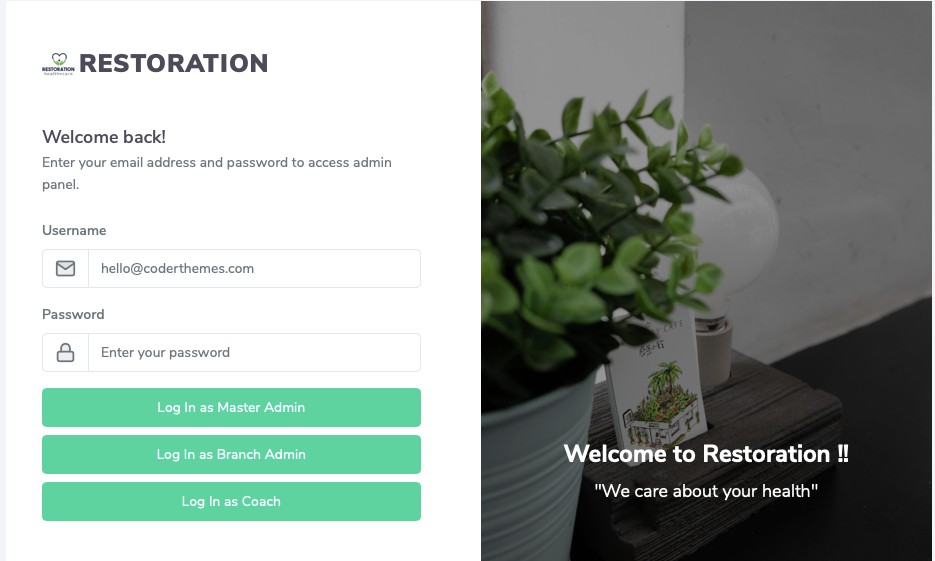 RESTORATION
healthcare
RESTORATION
Welcome back!
Enter your email address and password to access admin
panel.
Username
hello@coderthemes.com
Password
Enter your password
Log In as Master Admin
Log In as Branch Admin
Log In as Coach
CAFE
Welcome to Restoration !!
"We care about your health"